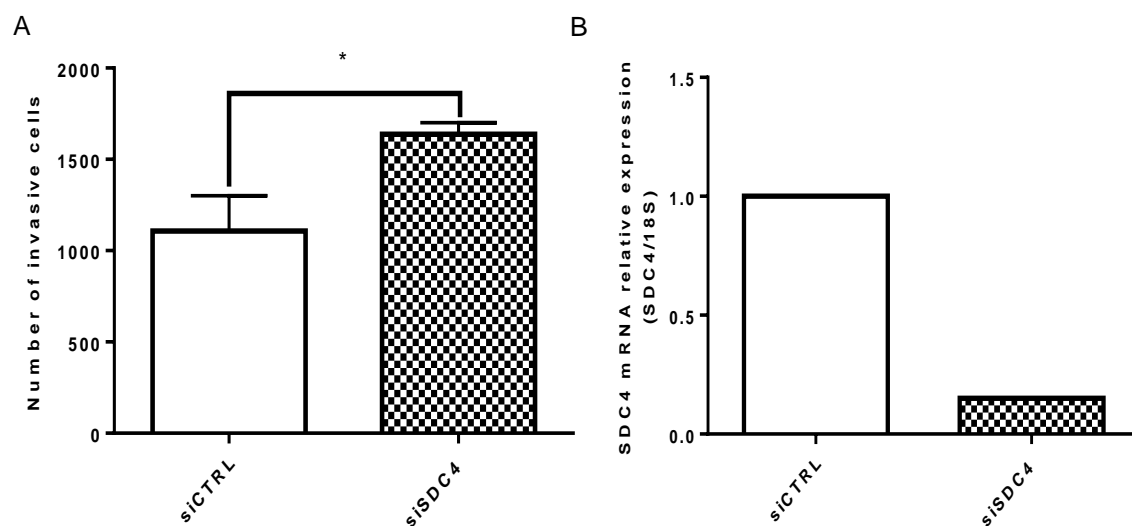 A
B
*
Number of invasive cells
2000
1500
1000
500
0
siCTRL
siSDC4
SDC4 mRNA relative expression
(SDC4/18S)
1.5
1.0
0.5
0.0
siCTRL
siSDC4